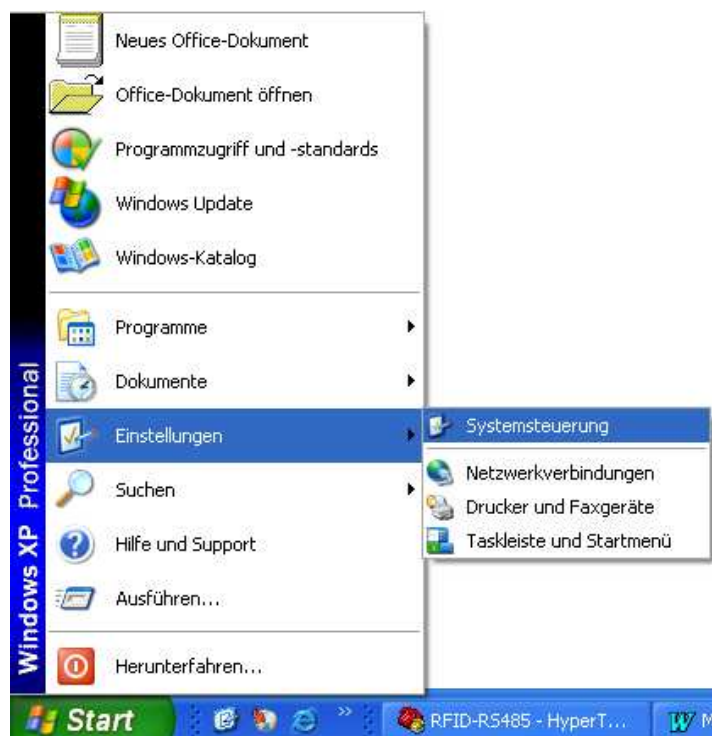 Neues Office-Dokument
Office-Dokument öffnen
Programmzugriff und -standards
Windows Update
Windows-Katalog
Programme
Dokumente
Einstellungen
Systemsteuerung
Netzwerkverbindungen
Drucker und Faxgeräte
Taskleiste und Startmenü
Suchen
Hilfe und Support
Ausführen...
Herunterfahren...
Windows XP Professional
Start
»
RFID-RS485 - HyperT...
M